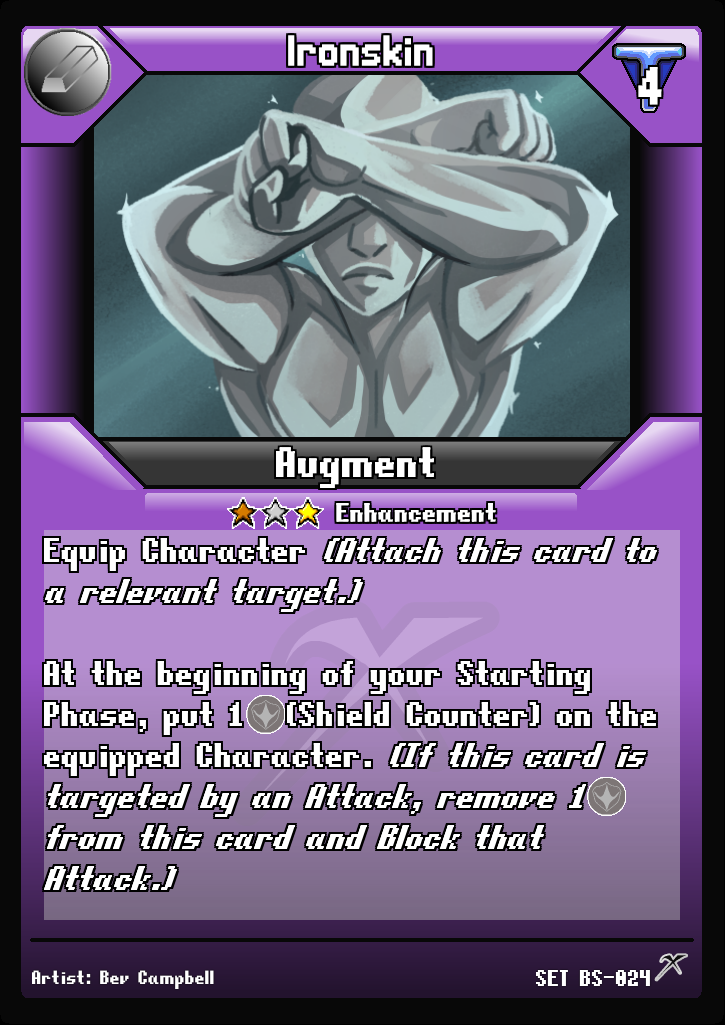 Ironskin
4
Augment
Enhancement
Equip Character (Attach this card to
a relevant target.)
At the beginning of your Starting
Phase, put 1 (Shield Counter) on the
equipped Character. (If this card is
targeted by an Attack, remove 1
from this card and Block that
Attack.)
Artist: Bev Campbell
SET BS-024